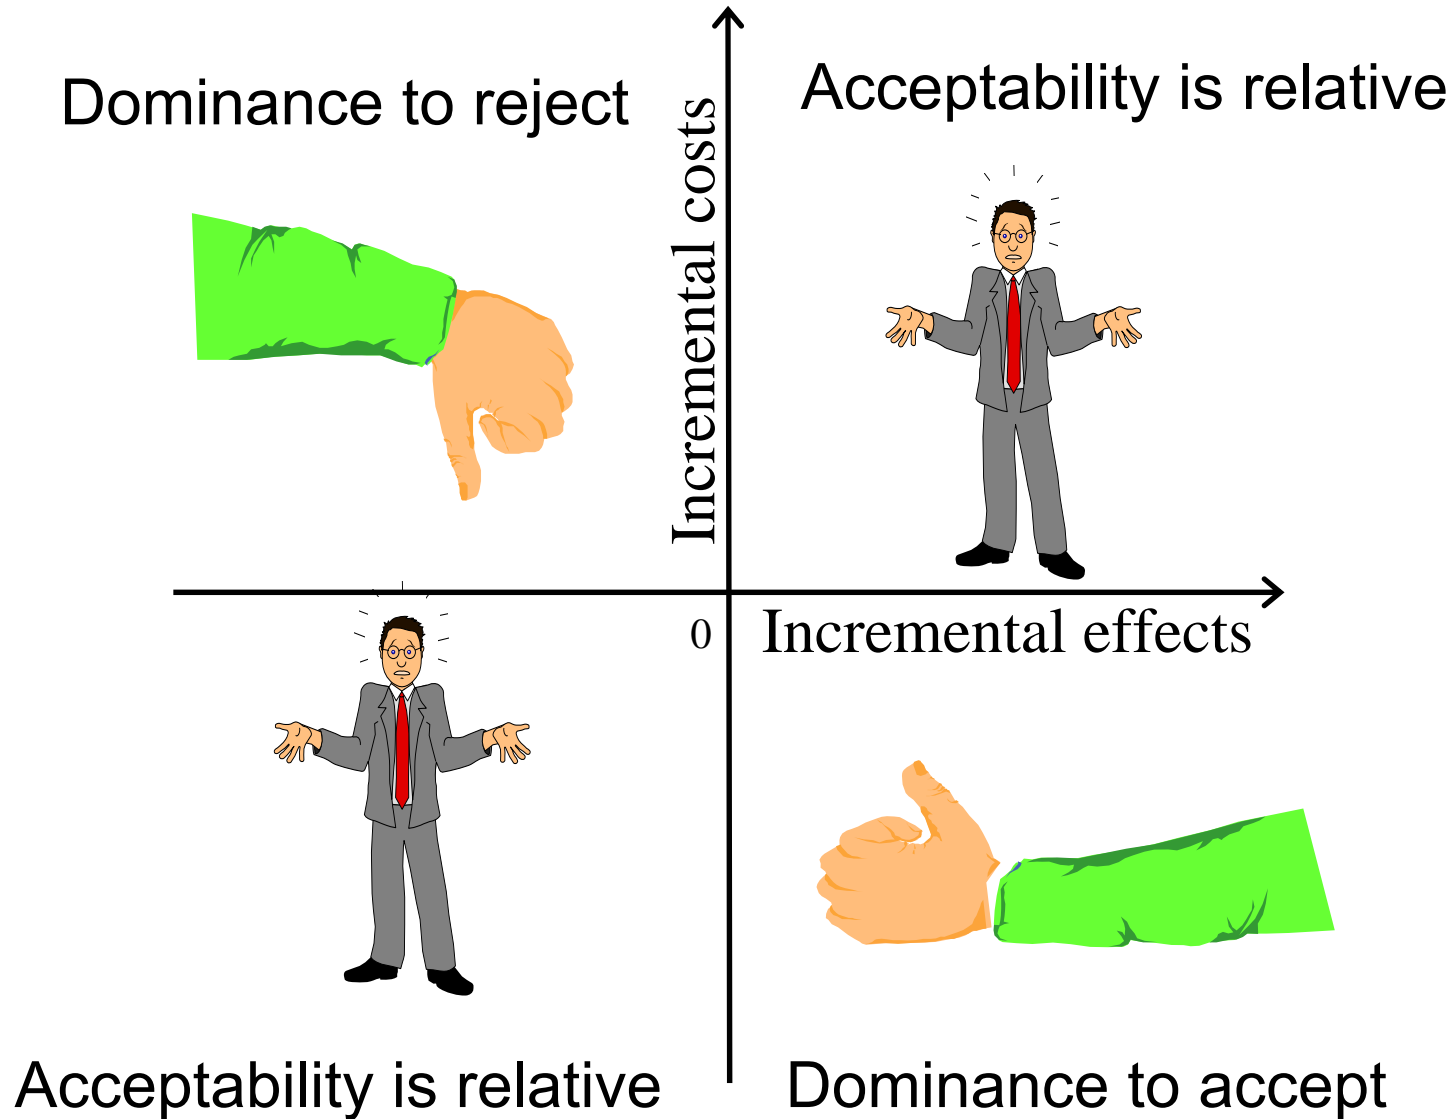 Dominance to reject
Acceptability is relative
Incremental costs
0
Incremental effects
Acceptability is relative
Dominance to accept